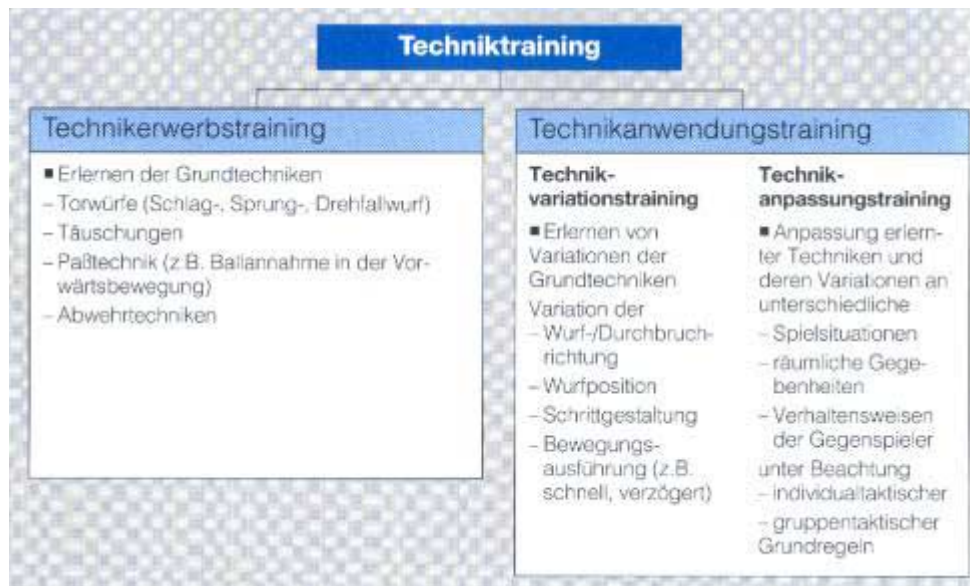 Techniktraining
Technikerwerbstraining
■ Erlernen der Grundtechniken
– Torwürfe (Schlag-, Sprung-, Drehfallwurf)
– Täuschungen
– Paßtechnik (z.B. Ballannahme in der Vor-
wärtsbewegung)
– Abwehrtechniken
Technikanwendungstraining
Technik-
variationstraining
■ Erlernen von
Variationen der
Grundtechniken
Variation der
– Wurf-/Durchbruch-
richtung
– Wurfposition
– Schrittgestaltung
– Bewegungs-
ausführung (z.B.
schnell, verzögert)
Technik-
anpassungstraining
■ Anpassung erlern-
ter Techniken und
deren Variationen an
unterschiedliche
– Spielsituationen
– räumliche Gege-
benheiten
– Verhaltensweisen
der Gegenspieler
unter Beachtung
– individualtaktischer
– gruppentaktischer
Grundregeln